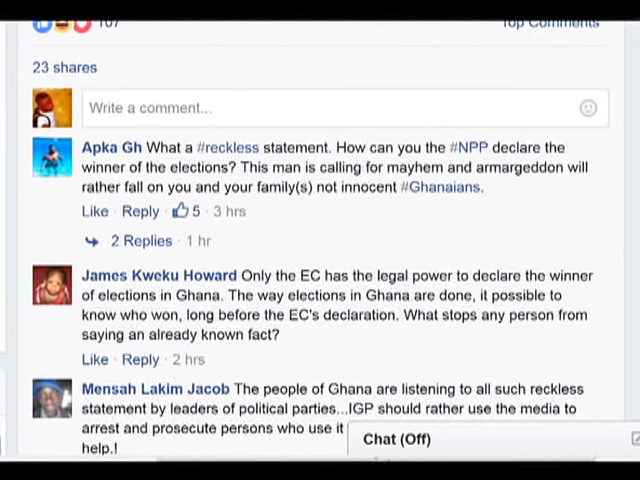 107 Top Comments
23 shares
Write a comment...
Apka Gh What a #reckless statement. How can you the #NPP declare the
winner of the elections? This man is calling for mayhem and armargeddon will
rather fall on you and your family(s) not innocent #Ghanaians.
Like · Reply · 5 · 3 hrs
2 Replies · 1 hr
James Kweku Howard Only the EC has the legal power to declare the winner
of elections in Ghana. The way elections in Ghana are done, it possible to
know who won, long before the EC's declaration. What stops any person from
saying an already known fact?
Like · Reply · 2 hrs
Mensah Lakim Jacob The people of Ghana are listening to all such reckless
statement by leaders of political parties...IGP should rather use the media to
arrest and prosecute persons who use it
help.!
Chat (Off)